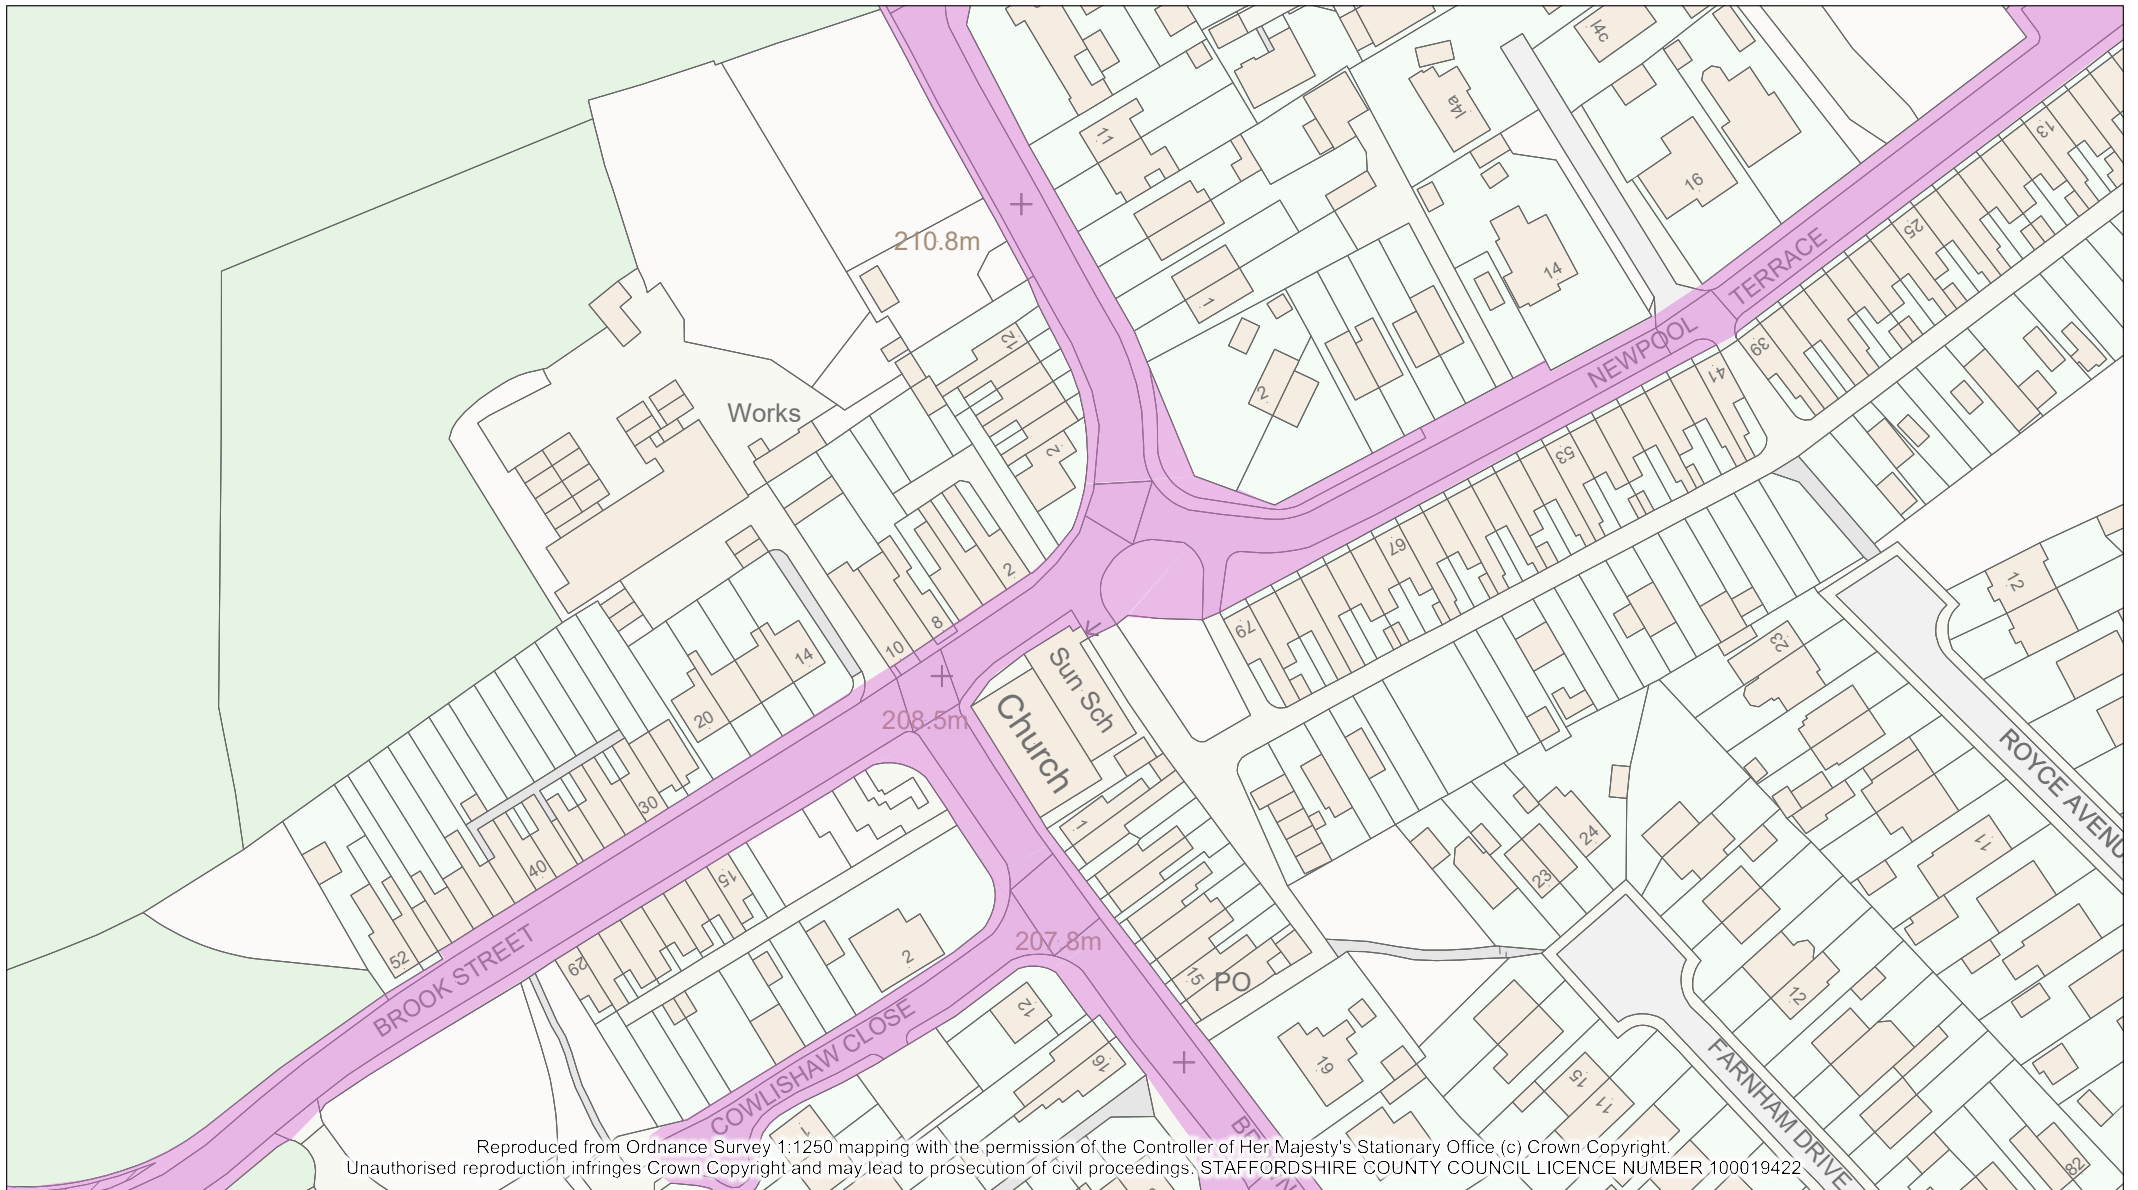 14c
14a
11
13
16
210.8m
25
14
TERRACE
1
NEWPOOL
12
39
41
2
Works
2
53
67
2
12
8
79
23
10
14
Sun Sch
20
208.5m
Church
ROYCE AVENU
30
1
24
11
40
15
23
52
29
2
207.8m
BROOK STREET
15
PO
12
12
COWLISHAW CLOSE
16
19
15
11
FARNHAM DRIVE
1
82
Reproduced from Ordnance Survey 1:1250 mapping with the permission of the Controller of Her Majesty's Stationary Office (c) Crown Copyright.
Unauthorised reproduction infringes Crown Copyright and may lead to prosecution of civil proceedings. STAFFORDSHIRE COUNTY COUNCIL LICENCE NUMBER 100019422